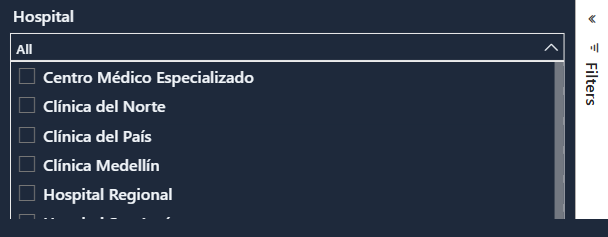 Hospital
All
Centro Médico Especializado
Clínica del Norte
Clínica del País
Clínica Medellín
Hospital Regional
Filters